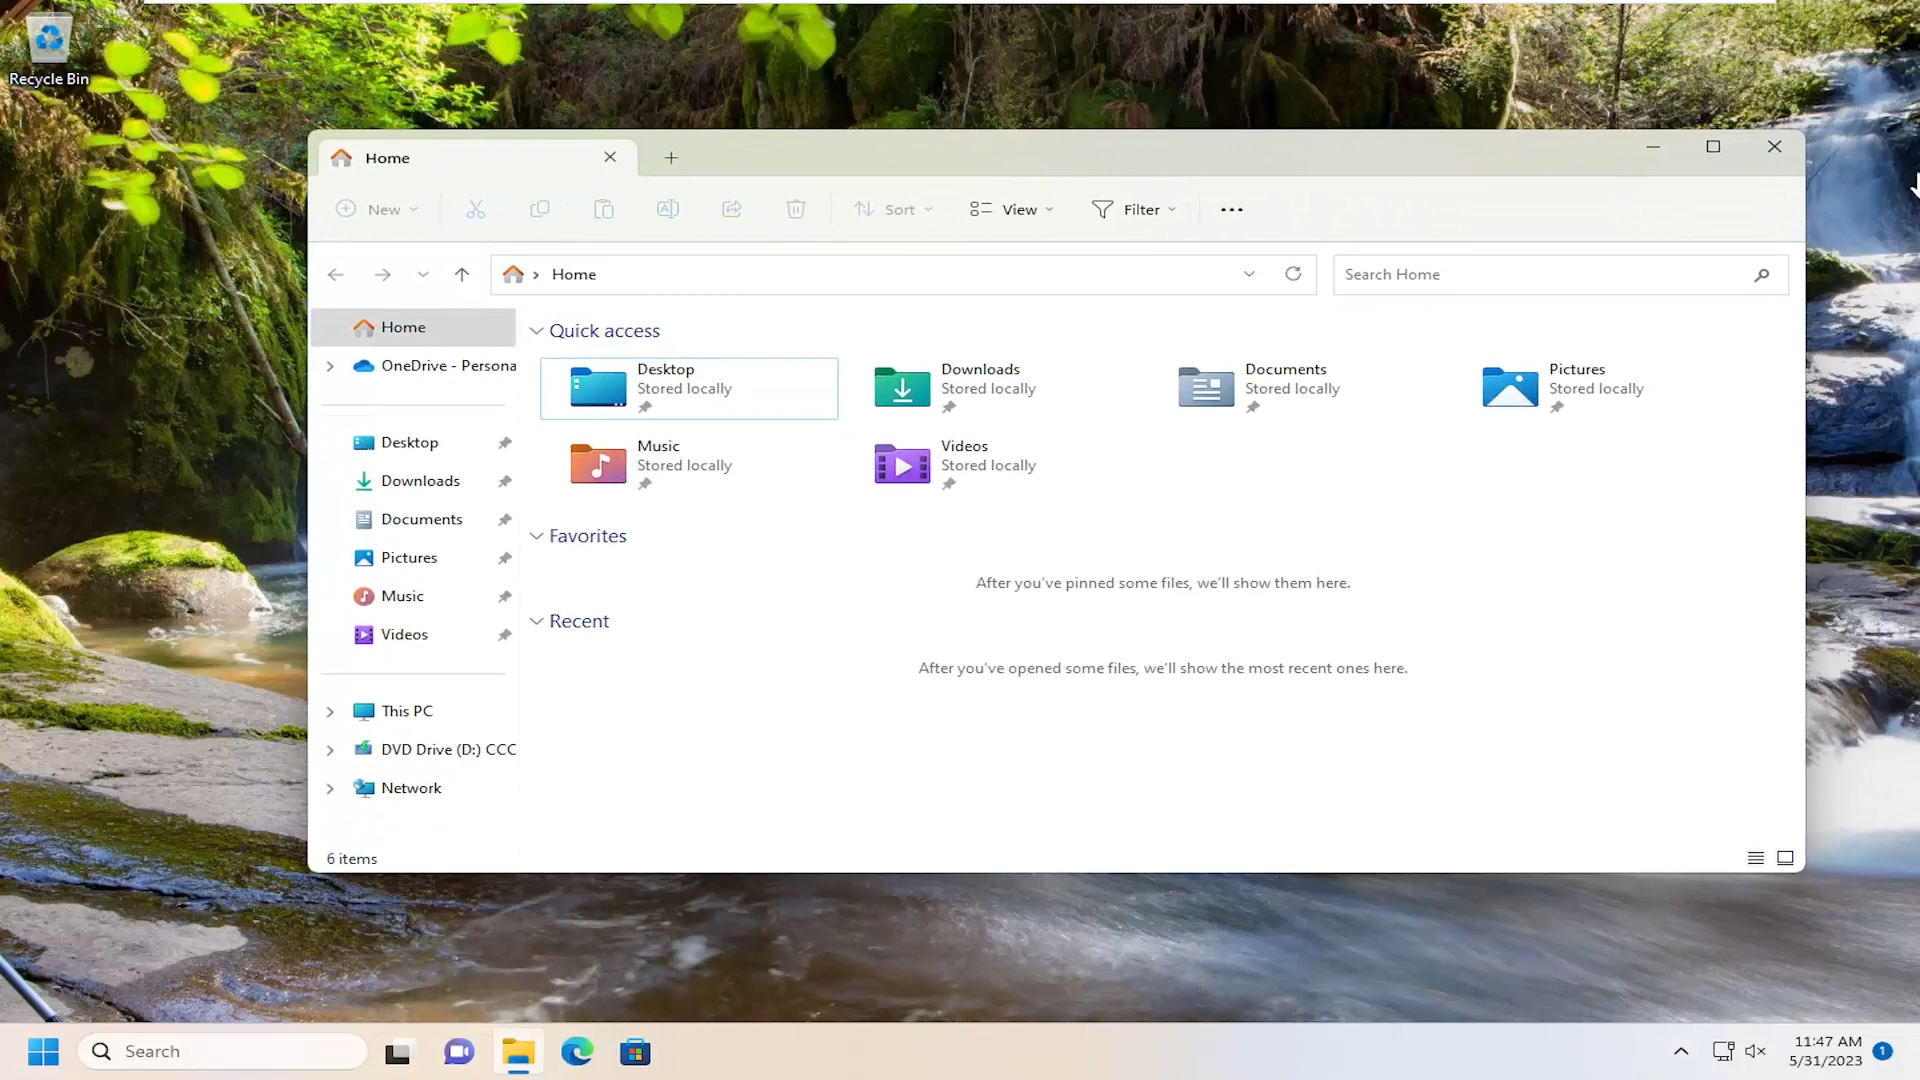 Recycle Bin
Home
New
Sort
View
Filter
Home
Search Home
Home
OneDrive - Persona
Desktop
Downloads
Documents
Pictures
Music
Videos
This PC
DVD Drive (D:) CCC
Network
Quick access
Desktop
Stored locally
Downloads
Stored locally
Documents
Stored locally
Pictures
Stored locally
Music
Stored locally
Videos
Stored locally
Favorites
After you've pinned some files, we'll show them here.
Recent
After you've opened some files, we'll show the most recent ones here.
6 items
Search
11:47 AM
5/31/2023
1